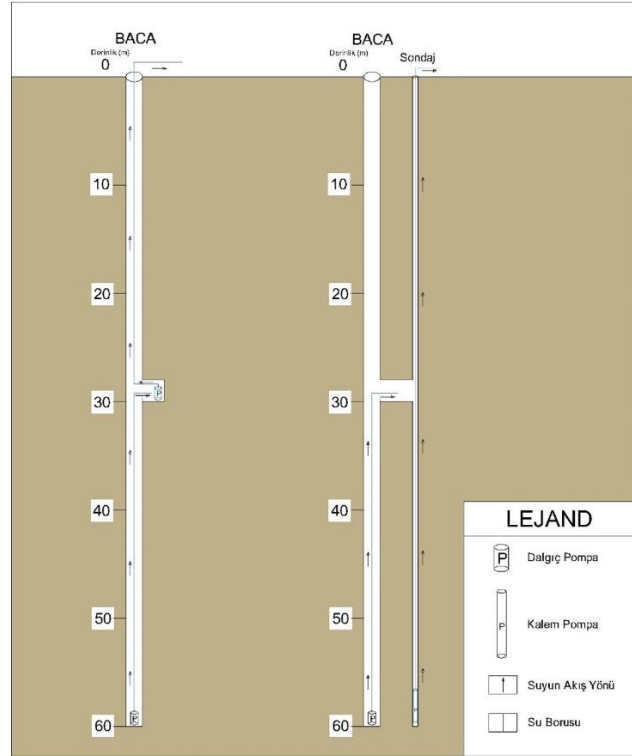 BACA
Derinlik (m)
0
10
20
30
40
50
60
P
P
BACA
Derinlik (m)
0
Sondaj
10
20
30
40
50
60
P
LEJAND
P
Dalgıç Pompa
P
Kalem Pompa
Suyun Akış Yönü
Su Borusu